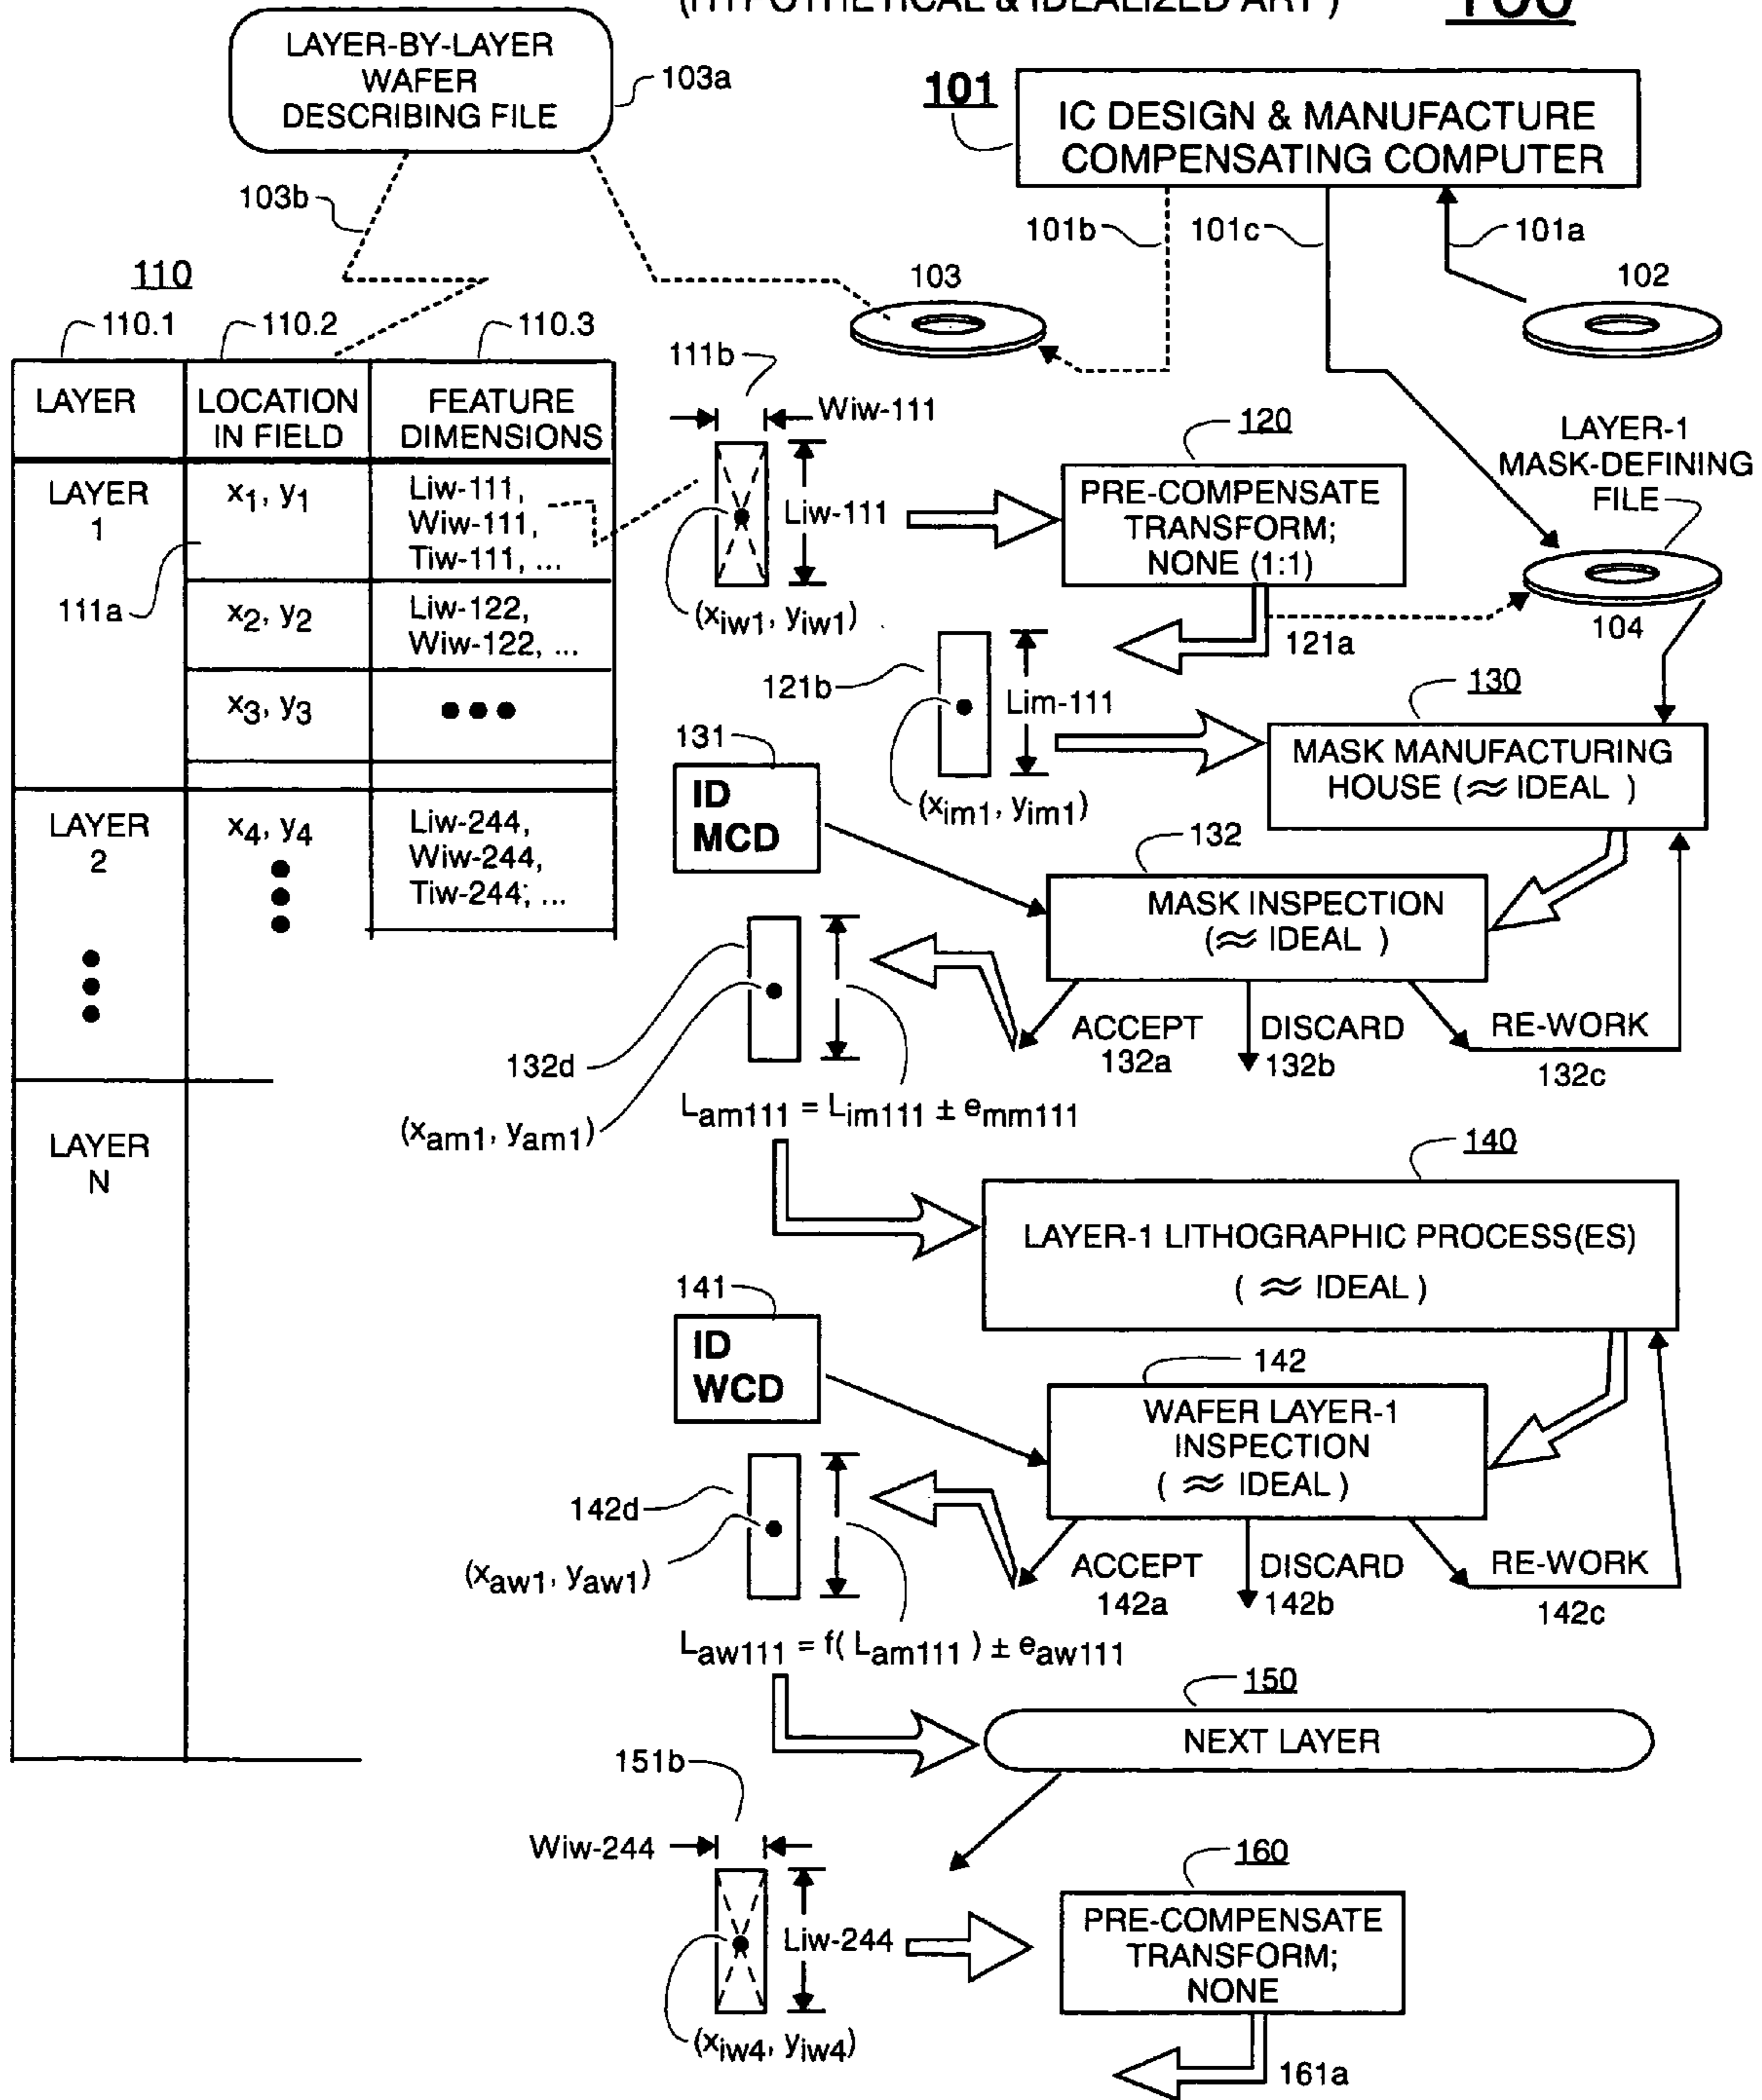 (HYPOTHETICAL & IDEALIZED ART )
100
LAYER-BY-LAYER
WAFER
DESCRIBING FILE
103a
101
IC DESIGN & MANUFACTURE
COMPENSATING COMPUTER
103b
101b
101c
101a
110
103
102
110.1
110.2
110.3
111b
LAYER
LOCATION
IN FIELD
FEATURE
DIMENSIONS
Wiw-111
120
LAYER-1
MASK-DEFINING
FILE
LAYER
1
x1, y1
Liw-111,
Wiw-111,
Tiw-111, ...
Liw-111
PRE-COMPENSATE
TRANSFORM;
NONE (1:1)
111a
x2, y2
Liw-122,
Wiw-122, ...
(xiw1, yiw1)
121a
104
121b
Lim-111
130
x3, y3
131
ID
MCD
(xim1, yim1)
MASK MANUFACTURING
HOUSE (≈ IDEAL )
LAYER
2
x4, y4
Liw-244,
Wiw-244,
Tiw-244; ...
132
MASK INSPECTION
(≈ IDEAL )
132d
ACCEPT
132a
DISCARD
132b
RE-WORK
132c
(xam1, yam1)
Lam111 = Lim111 ± emm111
LAYER
N
140
LAYER-1 LITHOGRAPHIC PROCESS(ES)
( ≈ IDEAL )
141
ID
WCD
142
WAFER LAYER-1
INSPECTION
( ≈ IDEAL )
142d
(xaw1, yaw1)
ACCEPT
142a
DISCARD
142b
RE-WORK
142c
Law111 = f( Lam111 ) ± eaw111
150
NEXT LAYER
151b
Wiw-244
160
Liw-244
PRE-COMPENSATE
TRANSFORM;
NONE
(xiw4, yiw4)
161a